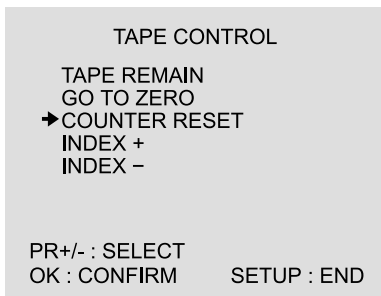 TAPE CONTROL
TAPE REMAIN
GO TO ZERO
➔COUNTER RESET
INDEX +
INDEX −
PR+/- : SELECT
OK : CONFIRM SETUP : END